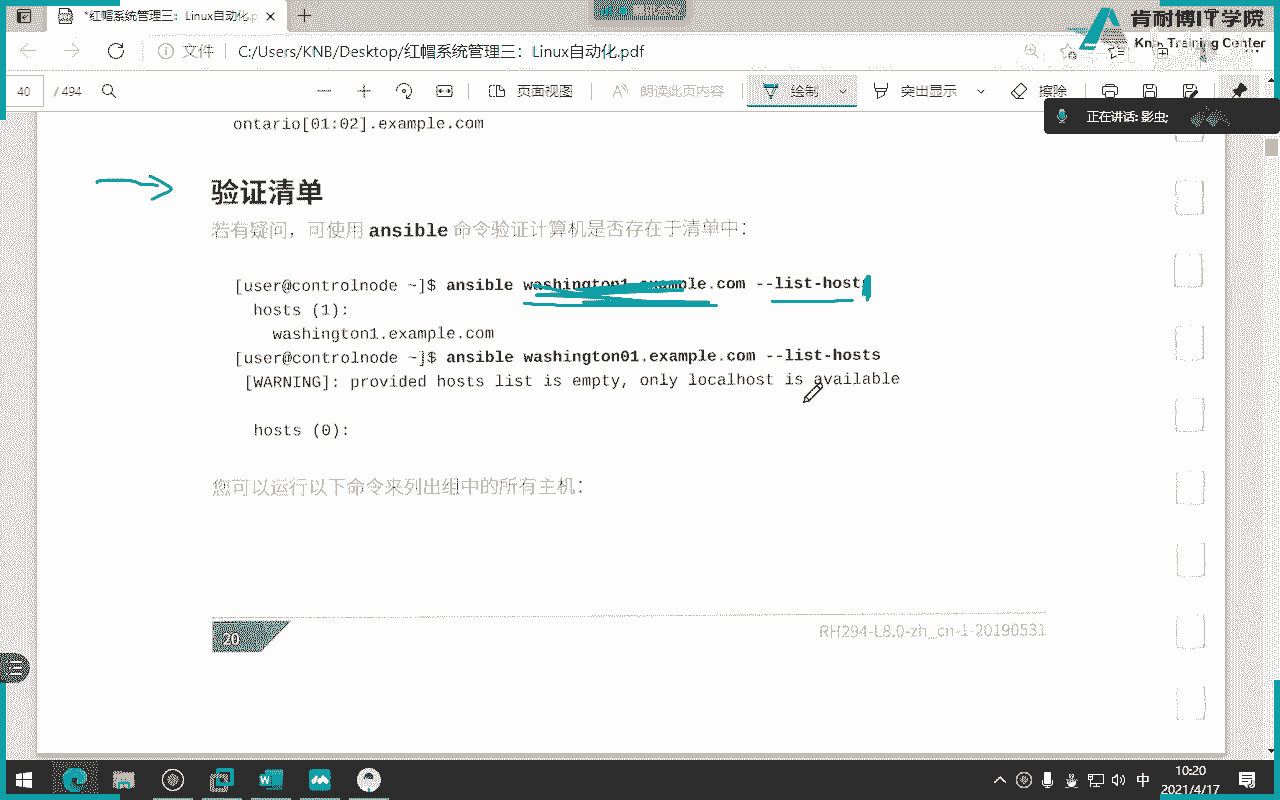 *红帽系统管理三：Linux自动化.p
肯耐博IT学院
Knb Training Center
文件
C:/Users/KNB/Desktop/红帽系统管理三：Linux自动化.pdf
40 / 494
页面视图
朗读此页内容
绘制
突出显示
擦除
正在讲话: 影虫;
ontario[01:02].example.com
验证清单
若有疑问，可使用 ansible 命令验证计算机是否存在于清单中：
[user@controlnode ~]$ ansible washington1.example.com --list-hosts
hosts (1):
washington1.example.com
[user@controlnode ~]$ ansible washington01.example.com --list-hosts
[WARNING]: provided hosts list is empty, only localhost is available
hosts (0):
您可以运行以下命令来列出组中的所有主机：
20
RH294-L8.0-zh_cn-1-20190531
中
10:20
2021/4/17